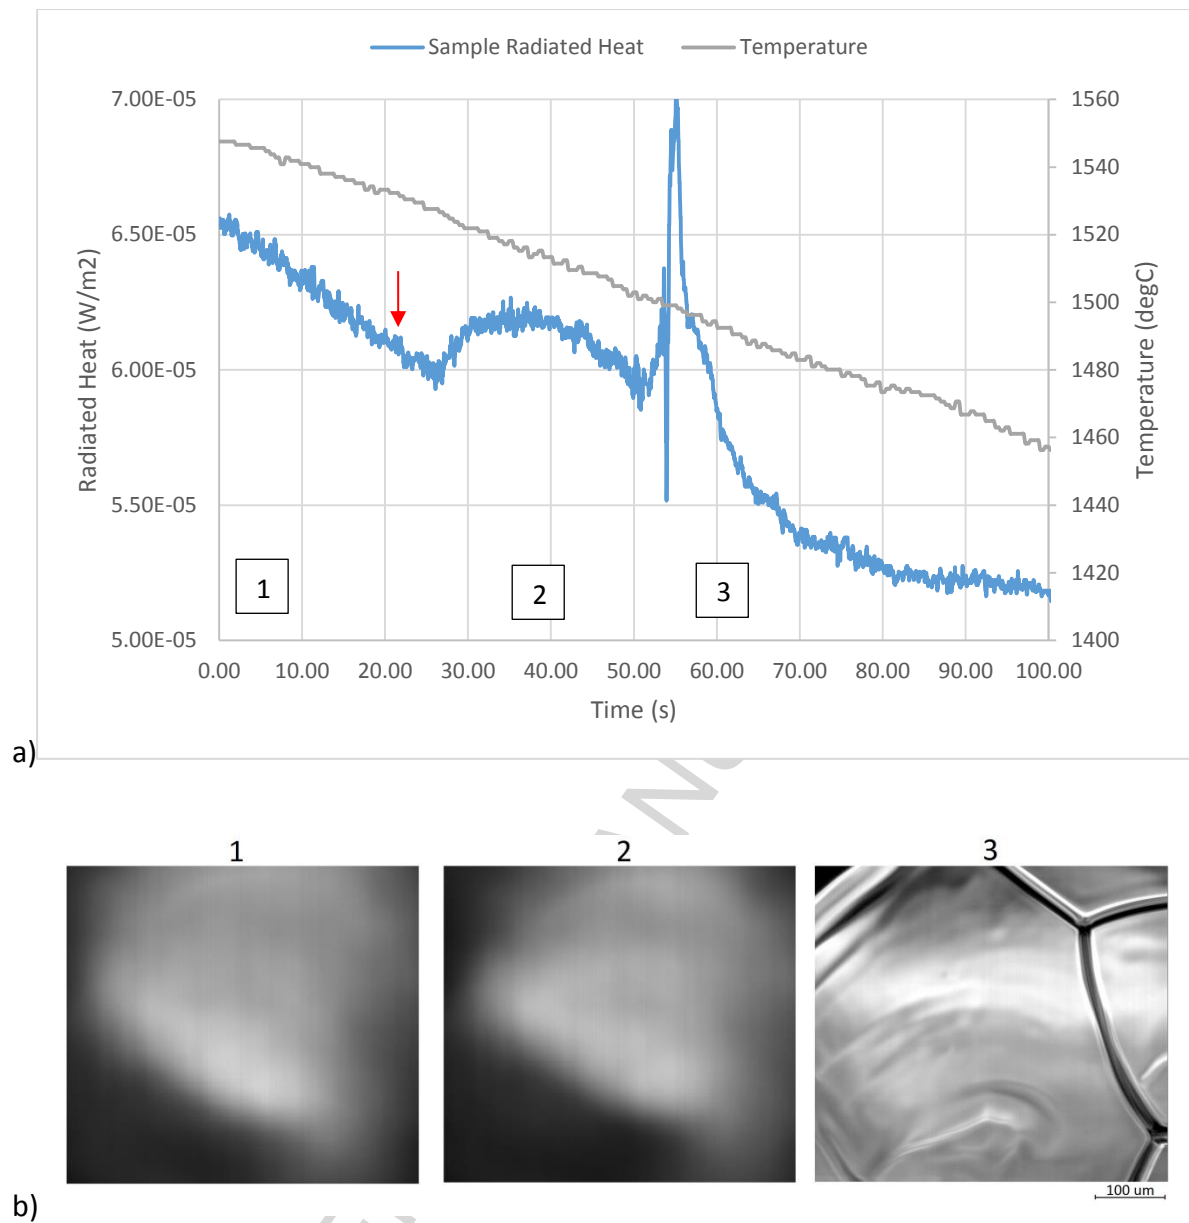 Sample Radiated Heat Temperature
7.00E-05
6.50E-05
6.00E-05
5.50E-05
5.00E-05
Radiated Heat (W/m2)
1560
1540
1520
1500
1480
1460
1440
1420
1400
Temperature (degC)
1
2
3
0.00 10.00 20.00 30.00 40.00 50.00 60.00 70.00 80.00 90.00 100.00
Time (s)
a)
1 2 3
100 um
b)